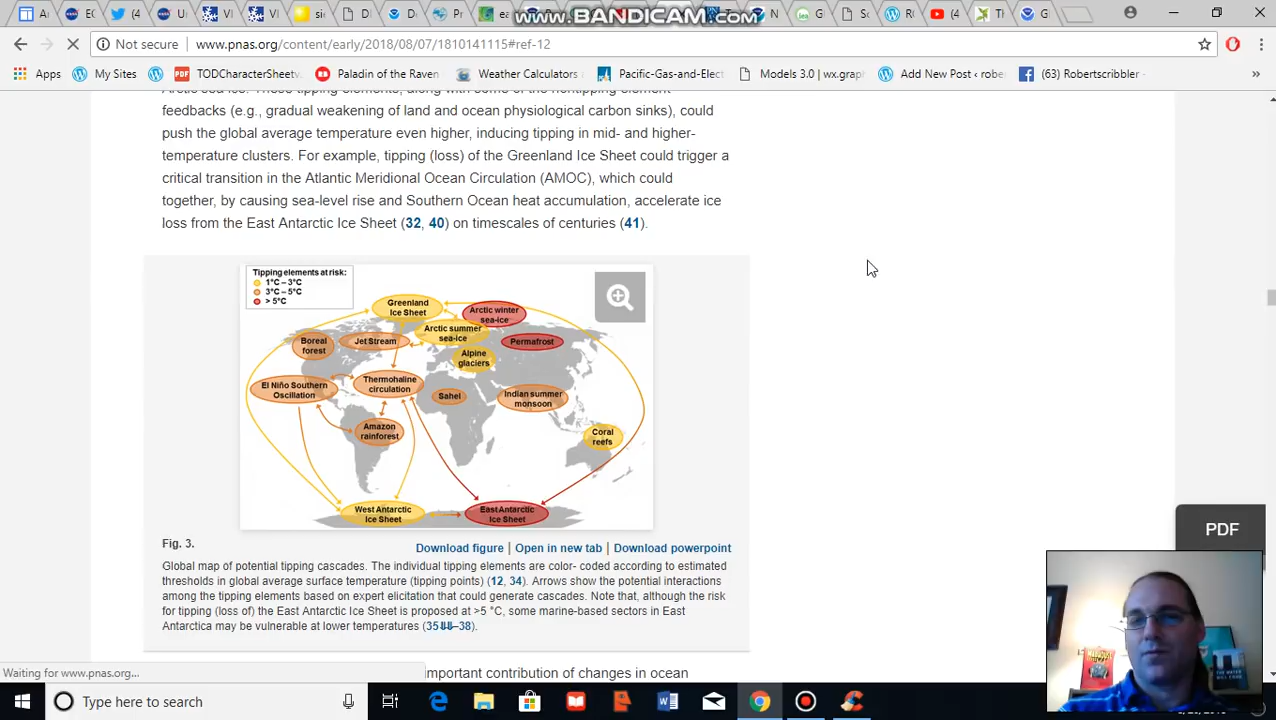 www.BANDICAM.com
Not secure
www.pnas.org/content/early/2018/08/07/1810141115#ref-12
Apps
My Sites
TODCharacterSheetv
Paladin of the Raven
Weather Calculators
Pacific-Gas-and-Elect
Models 3.0 | wx.grap
Add New Post ‹ robe
(63) Robertscribbler
feedbacks (e.g., gradual weakening of land and ocean physiological carbon sinks), could
push the global average temperature even higher, inducing tipping in mid- and higher-
temperature clusters. For example, tipping (loss) of the Greenland Ice Sheet could trigger a
critical transition in the Atlantic Meridional Ocean Circulation (AMOC), which could
together, by causing sea-level rise and Southern Ocean heat accumulation, accelerate ice
loss from the East Antarctic Ice Sheet (32, 40) on timescales of centuries (41).
Tipping elements at risk:
1°C – 3°C
3°C – 5°C
> 5°C
Greenland
Ice Sheet
Arctic winter
sea-ice
Arctic summer
sea-ice
Boreal
forest
Jet Stream
Permafrost
Alpine
glaciers
El Niño Southern
Oscillation
Thermohaline
circulation
Sahel
Indian summer
monsoon
Amazon
rainforest
Coral
reefs
West Antarctic
Ice Sheet
East Antarctic
Ice Sheet
PDF
Fig. 3.
Download figure | Open in new tab | Download powerpoint
Global map of potential tipping cascades. The individual tipping elements are color- coded according to estimated
thresholds in global average surface temperature (tipping points) (12, 34). Arrows show the potential interactions
among the tipping elements based on expert elicitation that could generate cascades. Note that, although the risk
for tipping (loss of) the East Antarctic Ice Sheet is proposed at >5 °C, some marine-based sectors in East
Antarctica may be vulnerable at lower temperatures (35⇓⇓–38).
Waiting for www.pnas.org...
important contribution of changes in ocean
Type here to search